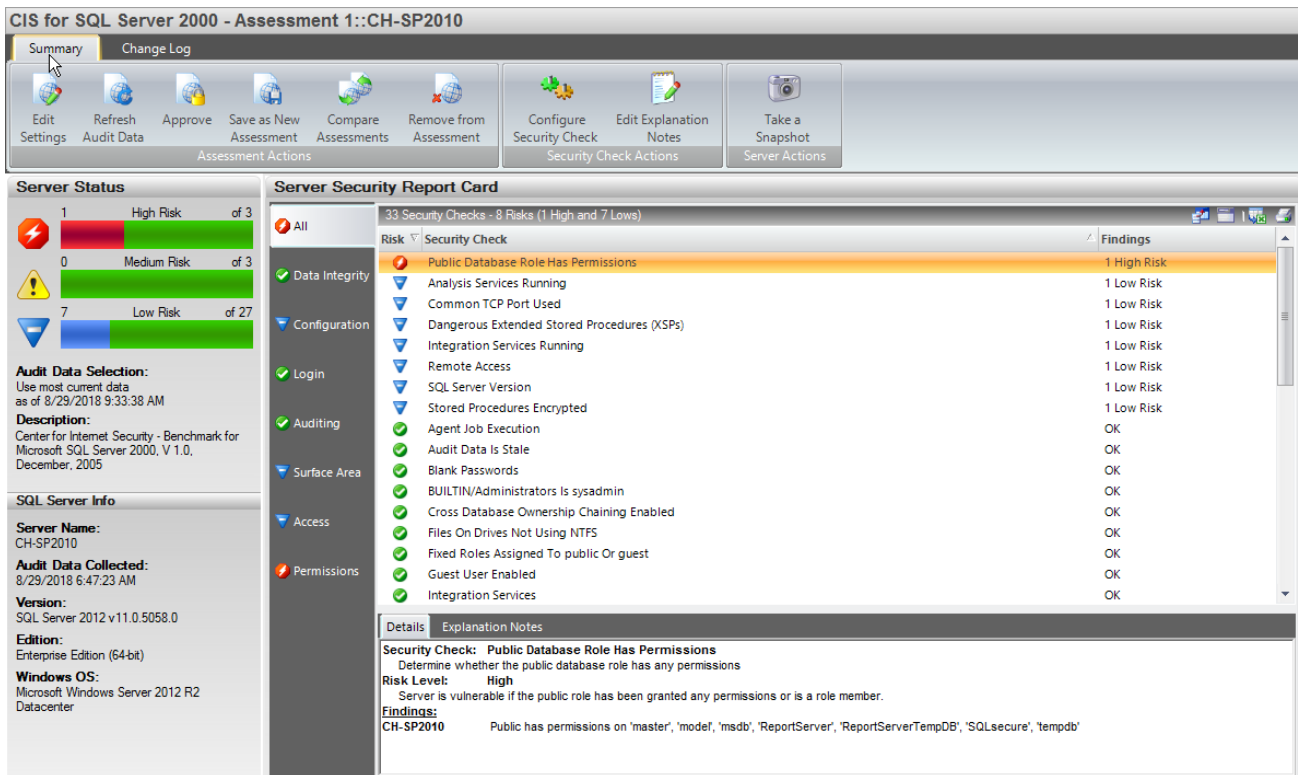 CIS for SQL Server 2000 - Assessment 1::CH-SP2010
Summary Change Log
Edit Settings
Refresh Audit Data
Approve
Save as New Assessment
Compare Assessments
Remove from Assessment
Configure Security Check
Edit Explanation Notes
Take a Snapshot
Assessment Actions
Security Check Actions
Server Actions
Server Status
1 High Risk of 3
0 Medium Risk of 3
7 Low Risk of 27
Audit Data Selection:
Use most current data
as of 8/29/2018 9:33:38 AM
Description:
Center for Internet Security - Benchmark for
Microsoft SQL Server 2000, V 1.0,
December, 2005
SQL Server Info
Server Name:
CH-SP2010
Audit Data Collected:
8/29/2018 6:47:23 AM
Version:
SQL Server 2012 v11.0.5058.0
Edition:
Enterprise Edition (64-bit)
Windows OS:
Microsoft Windows Server 2012 R2
Datacenter
Server Security Report Card
All
Data Integrity
Configuration
Login
Auditing
Surface Area
Access
Permissions
33 Security Checks - 8 Risks (1 High and 7 Lows)
Risk Security Check Findings
Public Database Role Has Permissions 1 High Risk
Analysis Services Running 1 Low Risk
Common TCP Port Used 1 Low Risk
Dangerous Extended Stored Procedures (XSPs) 1 Low Risk
Integration Services Running 1 Low Risk
Remote Access 1 Low Risk
SQL Server Version 1 Low Risk
Stored Procedures Encrypted 1 Low Risk
Agent Job Execution OK
Audit Data Is Stale OK
Blank Passwords OK
BUILTIN/Administrators Is sysadmin OK
Cross Database Ownership Chaining Enabled OK
Files On Drives Not Using NTFS OK
Fixed Roles Assigned To public Or guest OK
Guest User Enabled OK
Integration Services OK
Details Explanation Notes
Security Check: Public Database Role Has Permissions
Determine whether the public database role has any permissions
Risk Level: High
Server is vulnerable if the public role has been granted any permissions or is a role member.
Findings:
CH-SP2010 Public has permissions on 'master', 'model', 'msdb', 'ReportServer', 'ReportServerTempDB', 'SQLsecure', 'tempdb'